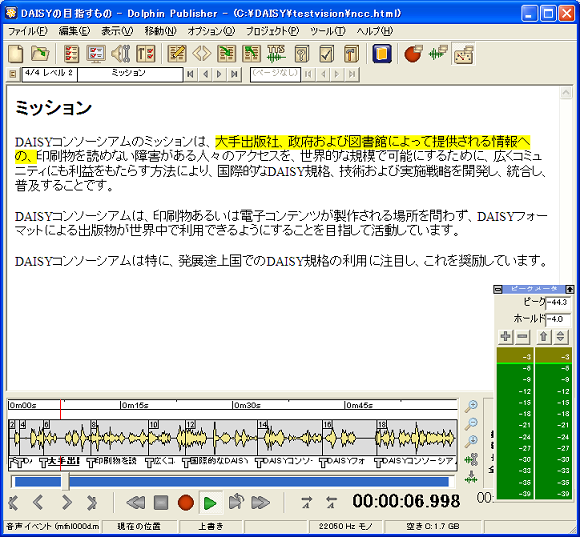 DAISYの目指すもの - Dolphin Publisher - (C:¥DAISY¥testvision¥ncc.html)
ファイル(F) 編集(E) 表示(V) 移動(N) オプション(O) プロジェクト(P) ツール(T) ヘルプ(H)
4/4 レベル 2 ミッション (ページなし)
ミッション
DAISYコンソーシアムのミッションは、大手出版社、政府および図書館によって提供される情報へ
の、印刷物を読めない障害がある人々のアクセスを、世界的な規模で可能にするために、広くコミュ
ニティにも利益をもたらす方法により、国際的なDAISY規格、技術および実施戦略を開発し、統合し、
普及することです。
DAISYコンソーシアムは、印刷物あるいは電子コンテンツが製作される場所を問わず、DAISYフォー
マットによる出版物が世界中で利用できるようにすることを目指して活動しています。
DAISYコンソーシアムは特に、発展途上国でのDAISY規格の利用に注目し、これを奨励しています。
ピークメータ
ピーク -44.3
ホールド -4.0
-3 -3
-6 -6
-9 -9
-12 -12
-15 -15
-18 -18
-21 -21
-24 -24
-27 -27
-30 -30
-33 -33
-36 -36
-39 -39
0m00s 0m15s 0m30s 0m45s
2 4 6 8 10 12 14 16 18
大手出 印刷物を読 広くコ 国際的なDAISY DAISYコンソー DAISYフォ DAISYコンソーシア
00:00:06.998 00:
音声イベント (mfhl000d.m 現在の位置 上書き 22050 Hz モノ 空き C: 1.7 GB